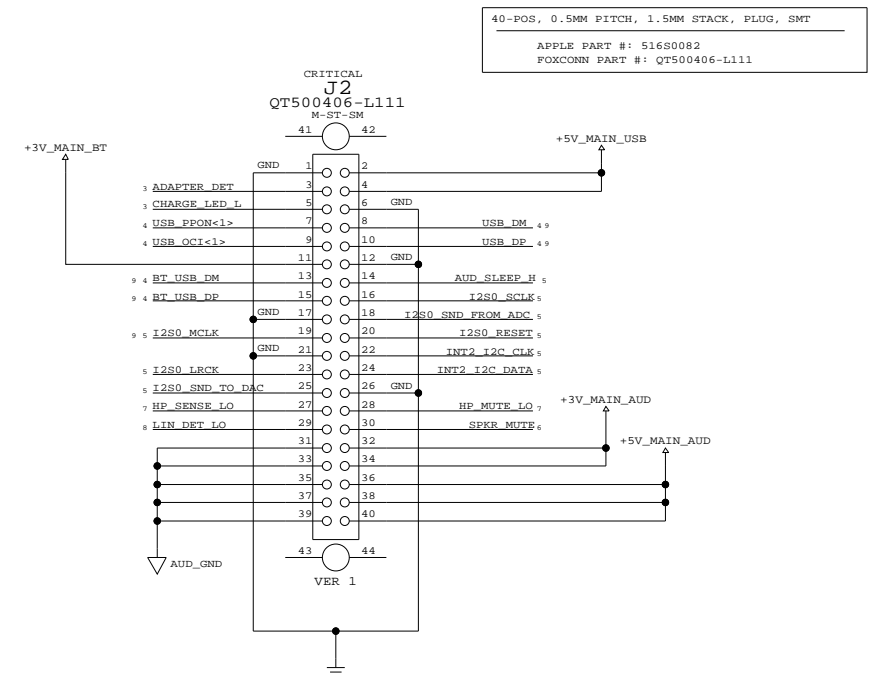 40-POS, 0.5MM PITCH, 1.5MM STACK, PLUG, SMT
APPLE PART #: 516S0082
FOXCONN PART #: QT500406-L111
CRITICAL
J2
QT500406-L111
M-ST-SM
41 42
+3V_MAIN_BT
+5V_MAIN_USB
GND 1 2
3 ADAPTER_DET 3 4
3 CHARGE_LED_L 5 6 GND
4 USB_PPON<1> 7 8 USB_DM 4 9
4 USB_OCI<1> 9 10 USB_DP 4 9
11 12 GND
9 4 BT_USB_DM 13 14 AUD_SLEEP_H 5
9 4 BT_USB_DP 15 16 I2S0_SCLK 5
GND 17 18 I2S0_SND_FROM_ADC 5
9 5 I2S0_MCLK 19 20 I2S0_RESET 5
GND 21 22 INT2_I2C_CLK 5
5 I2S0_LRCK 23 24 INT2_I2C_DATA 5
5 I2S0_SND_TO_DAC 25 26 GND
7 HP_SENSE_LO 27 28 HP_MUTE_LO 7
+3V_MAIN_AUD
8 LIN_DET_LO 29 30 SPKR_MUTE 6
31 32
+5V_MAIN_AUD
33 34
35 36
37 38
39 40
43 44
AUD_GND
VER 1